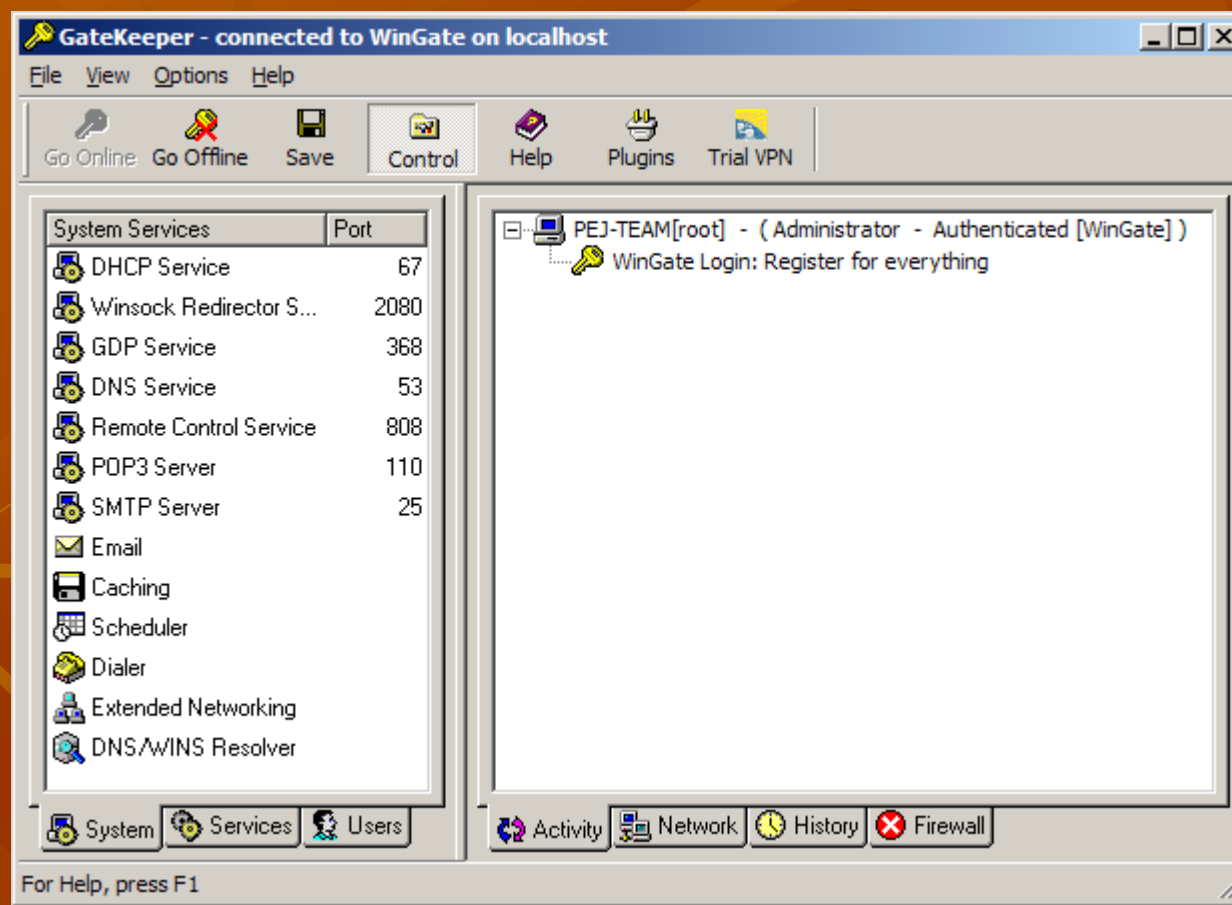 GateKeeper - connected to WinGate on localhost
File View Options Help
Go Online Go Offline Save Control Help Plugins Trial VPN
System Services Port
DHCP Service 67
Winsock Redirector S... 2080
GDP Service 368
DNS Service 53
Remote Control Service 808
POP3 Server 110
SMTP Server 25
Email
Caching
Scheduler
Dialer
Extended Networking
DNS/WINS Resolver
System Services Users
PEJ-TEAM[root] - ( Administrator - Authenticated [WinGate] )
WinGate Login: Register for everything
Activity Network History Firewall
For Help, press F1